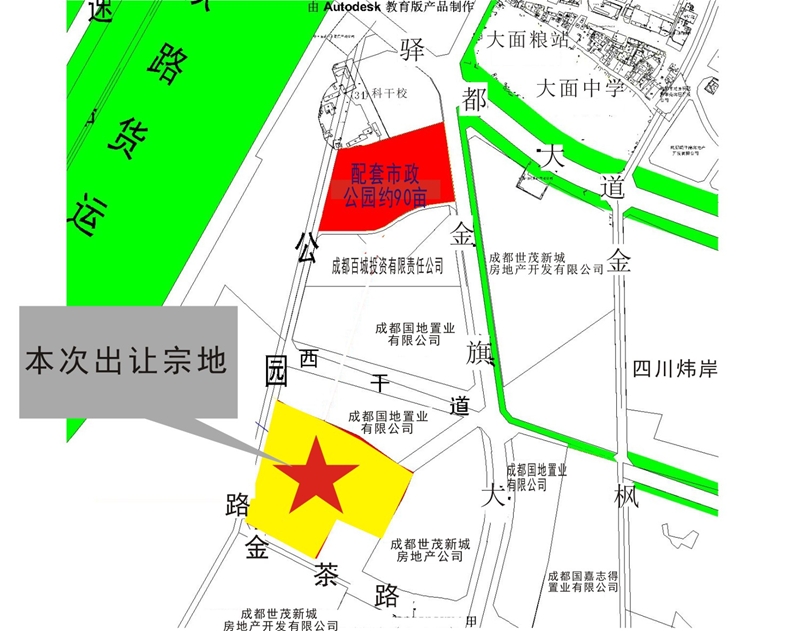 由 Autodesk 教育版产品制作
速
路
货
运
驿
都
大
道
大面粮站
大面中学
科干校
配套市政
公园约90亩
公
园
路
金
旗
大
成都百城投资有限责任公司
成都世茂新城
房地产开发有限公司
金
枫
成都国地置业
有限公司
西
干
道
四川炜岸
本次出让宗地
成都国地置业
有限公司
成都国地置业
有限公司
金
茶
路
成都世茂新城
房地产公司
成都国嘉志得
置业有限公司
成都世茂新城
房地产开发有限公司
甲